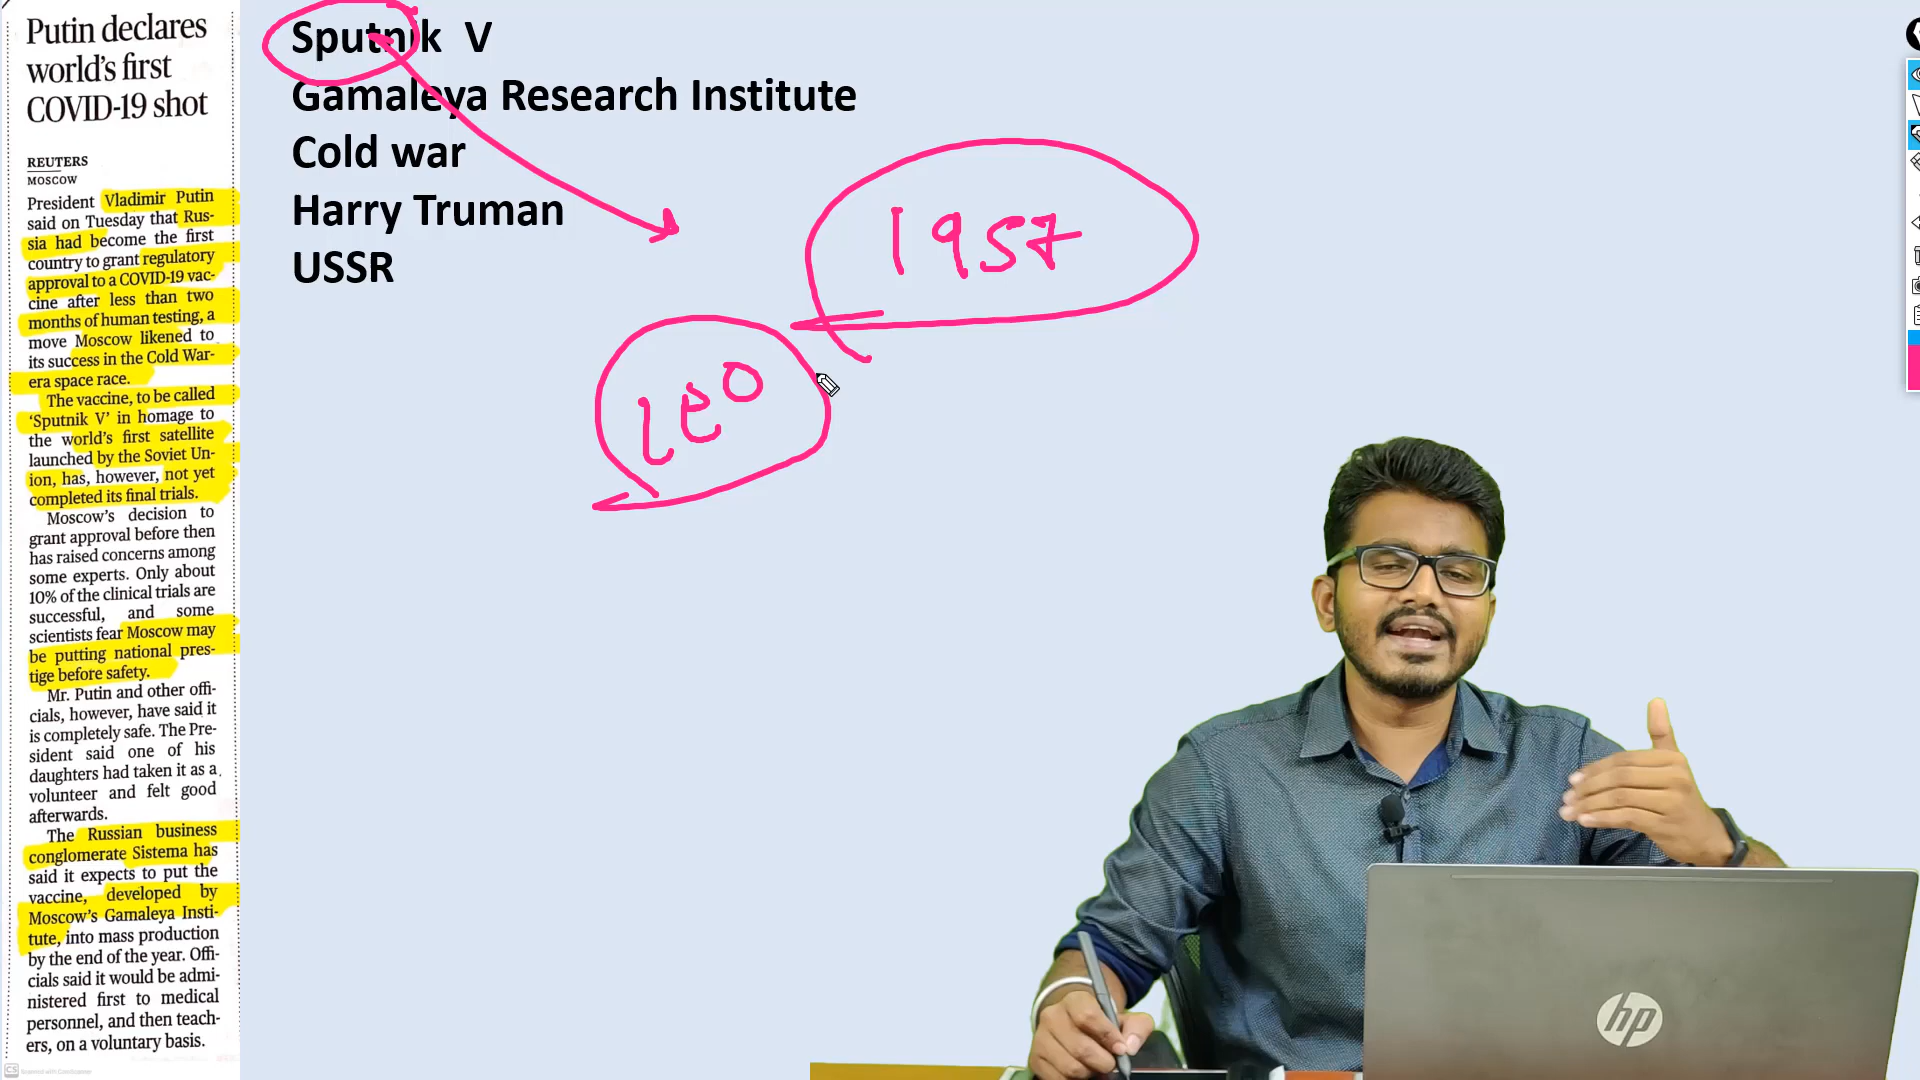 Putin declares
world's first
COVID-19 shot
REUTERS
MOSCOW
President Vladimir Putin
said on Tuesday that Rus-
sia had become the first
country to grant regulatory
approval to a COVID-19 vac-
cine after less than two
months of human testing, a
move Moscow likened to
its success in the Cold War-
era space race.
The vaccine, to be called
'Sputnik V' in homage to
the world's first satellite
launched by the Soviet Un-
ion, has, however, not yet
completed its final trials.
Moscow's decision to
grant approval before then
has raised concerns among
some experts. Only about
10% of the clinical trials are
successful, and some
scientists fear Moscow may
be putting national pres-
tige before safety.
Mr. Putin and other offi-
cials, however, have said it
is completely safe. The Pre-
sident said one of his
daughters had taken it as a
volunteer and felt good
afterwards.
The Russian business
conglomerate Sistema has
said it expects to put the
vaccine, developed by
Moscow's Gamaleya Insti-
tute, into mass production
by the end of the year. Offi-
cials said it would be admi-
nistered first to medical
personnel, and then teach-
ers, on a voluntary basis.
CS Scanned with CamScanner
Sputnik V
Gamaleya Research Institute
Cold war
Harry Truman
USSR
1957
LEO
hp